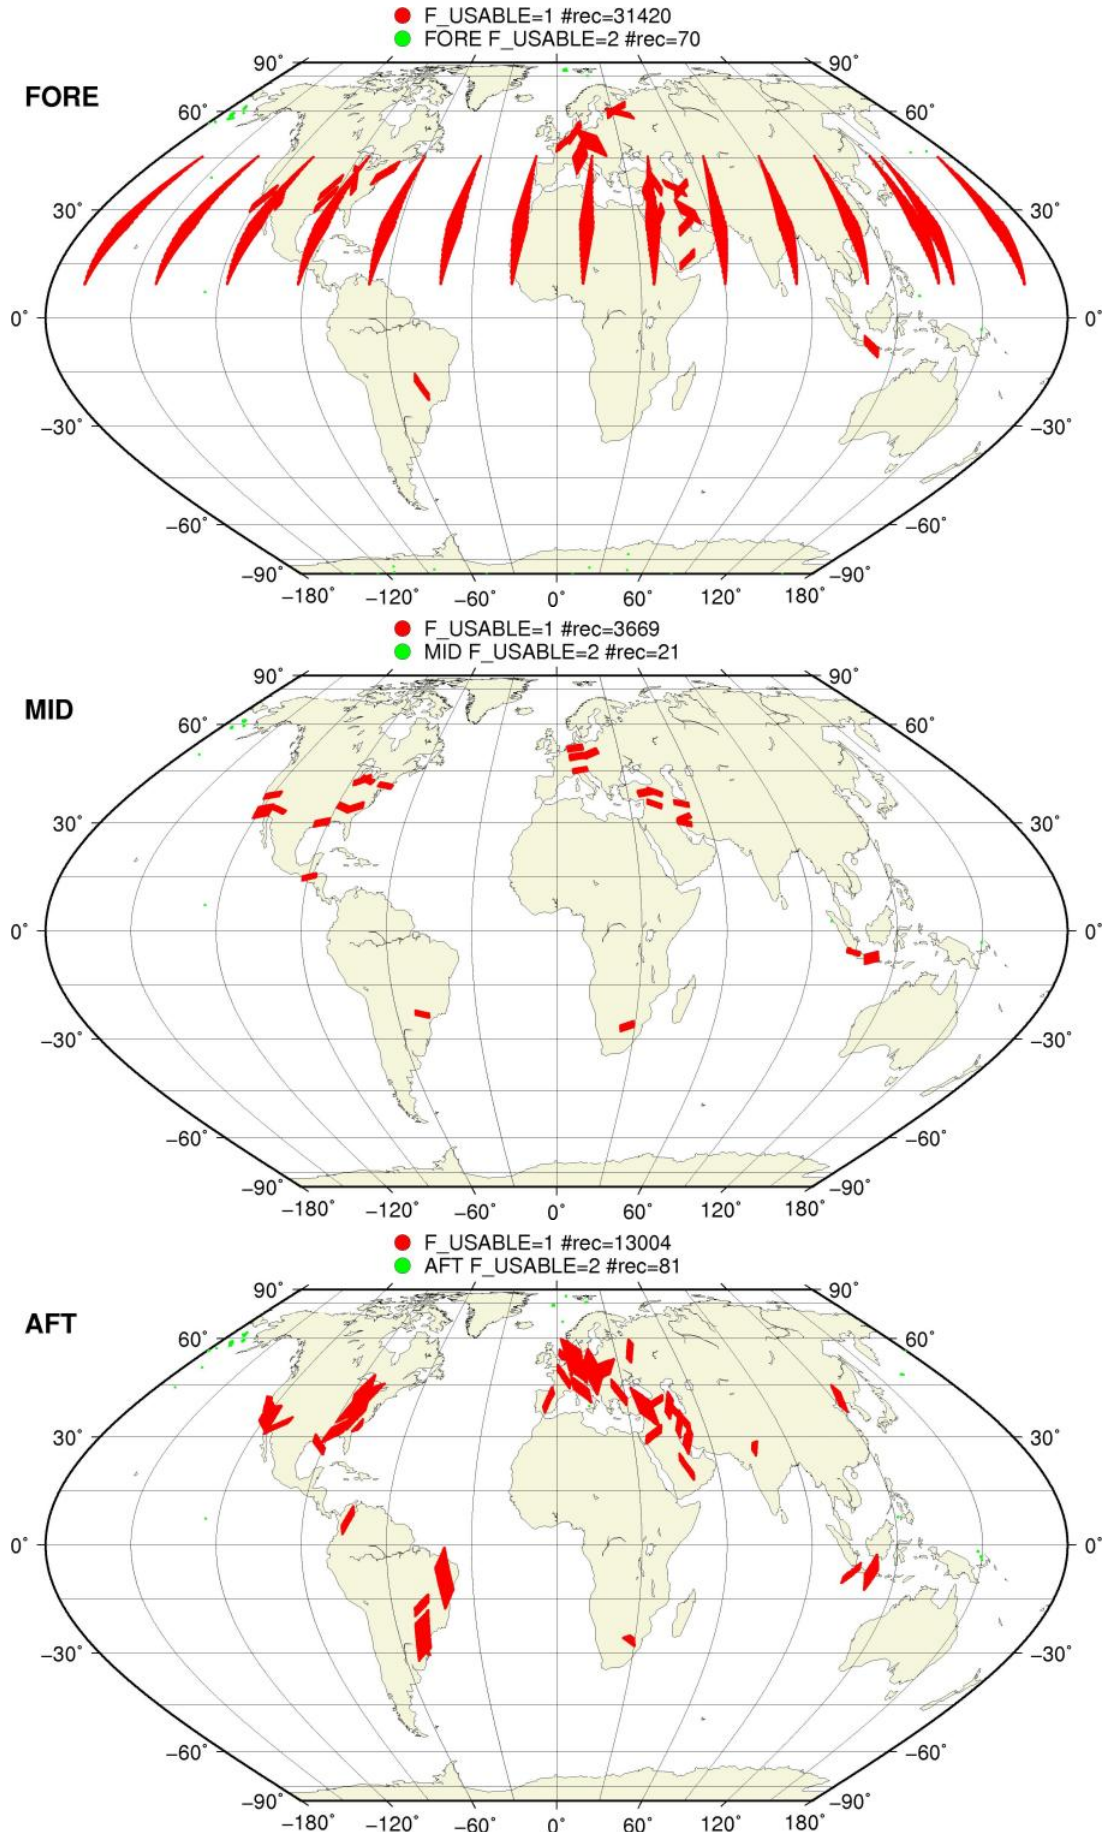 F_USABLE=1 #rec=31420
FORE F_USABLE=2 #rec=70
FORE
90° 90°
60° 60°
30° 30°
0° 0°
−30° −30°
−60° −60°
−90° −90°
−180° −120° −60° 0° 60° 120° 180°
F_USABLE=1 #rec=3669
MID F_USABLE=2 #rec=21
MID
90° 90°
60° 60°
30° 30°
0° 0°
−30° −30°
−60° −60°
−90° −90°
−180° −120° −60° 0° 60° 120° 180°
F_USABLE=1 #rec=13004
AFT F_USABLE=2 #rec=81
AFT
90° 90°
60° 60°
30° 30°
0° 0°
−30° −30°
−60° −60°
−90° −90°
−180° −120° −60° 0° 60° 120° 180°